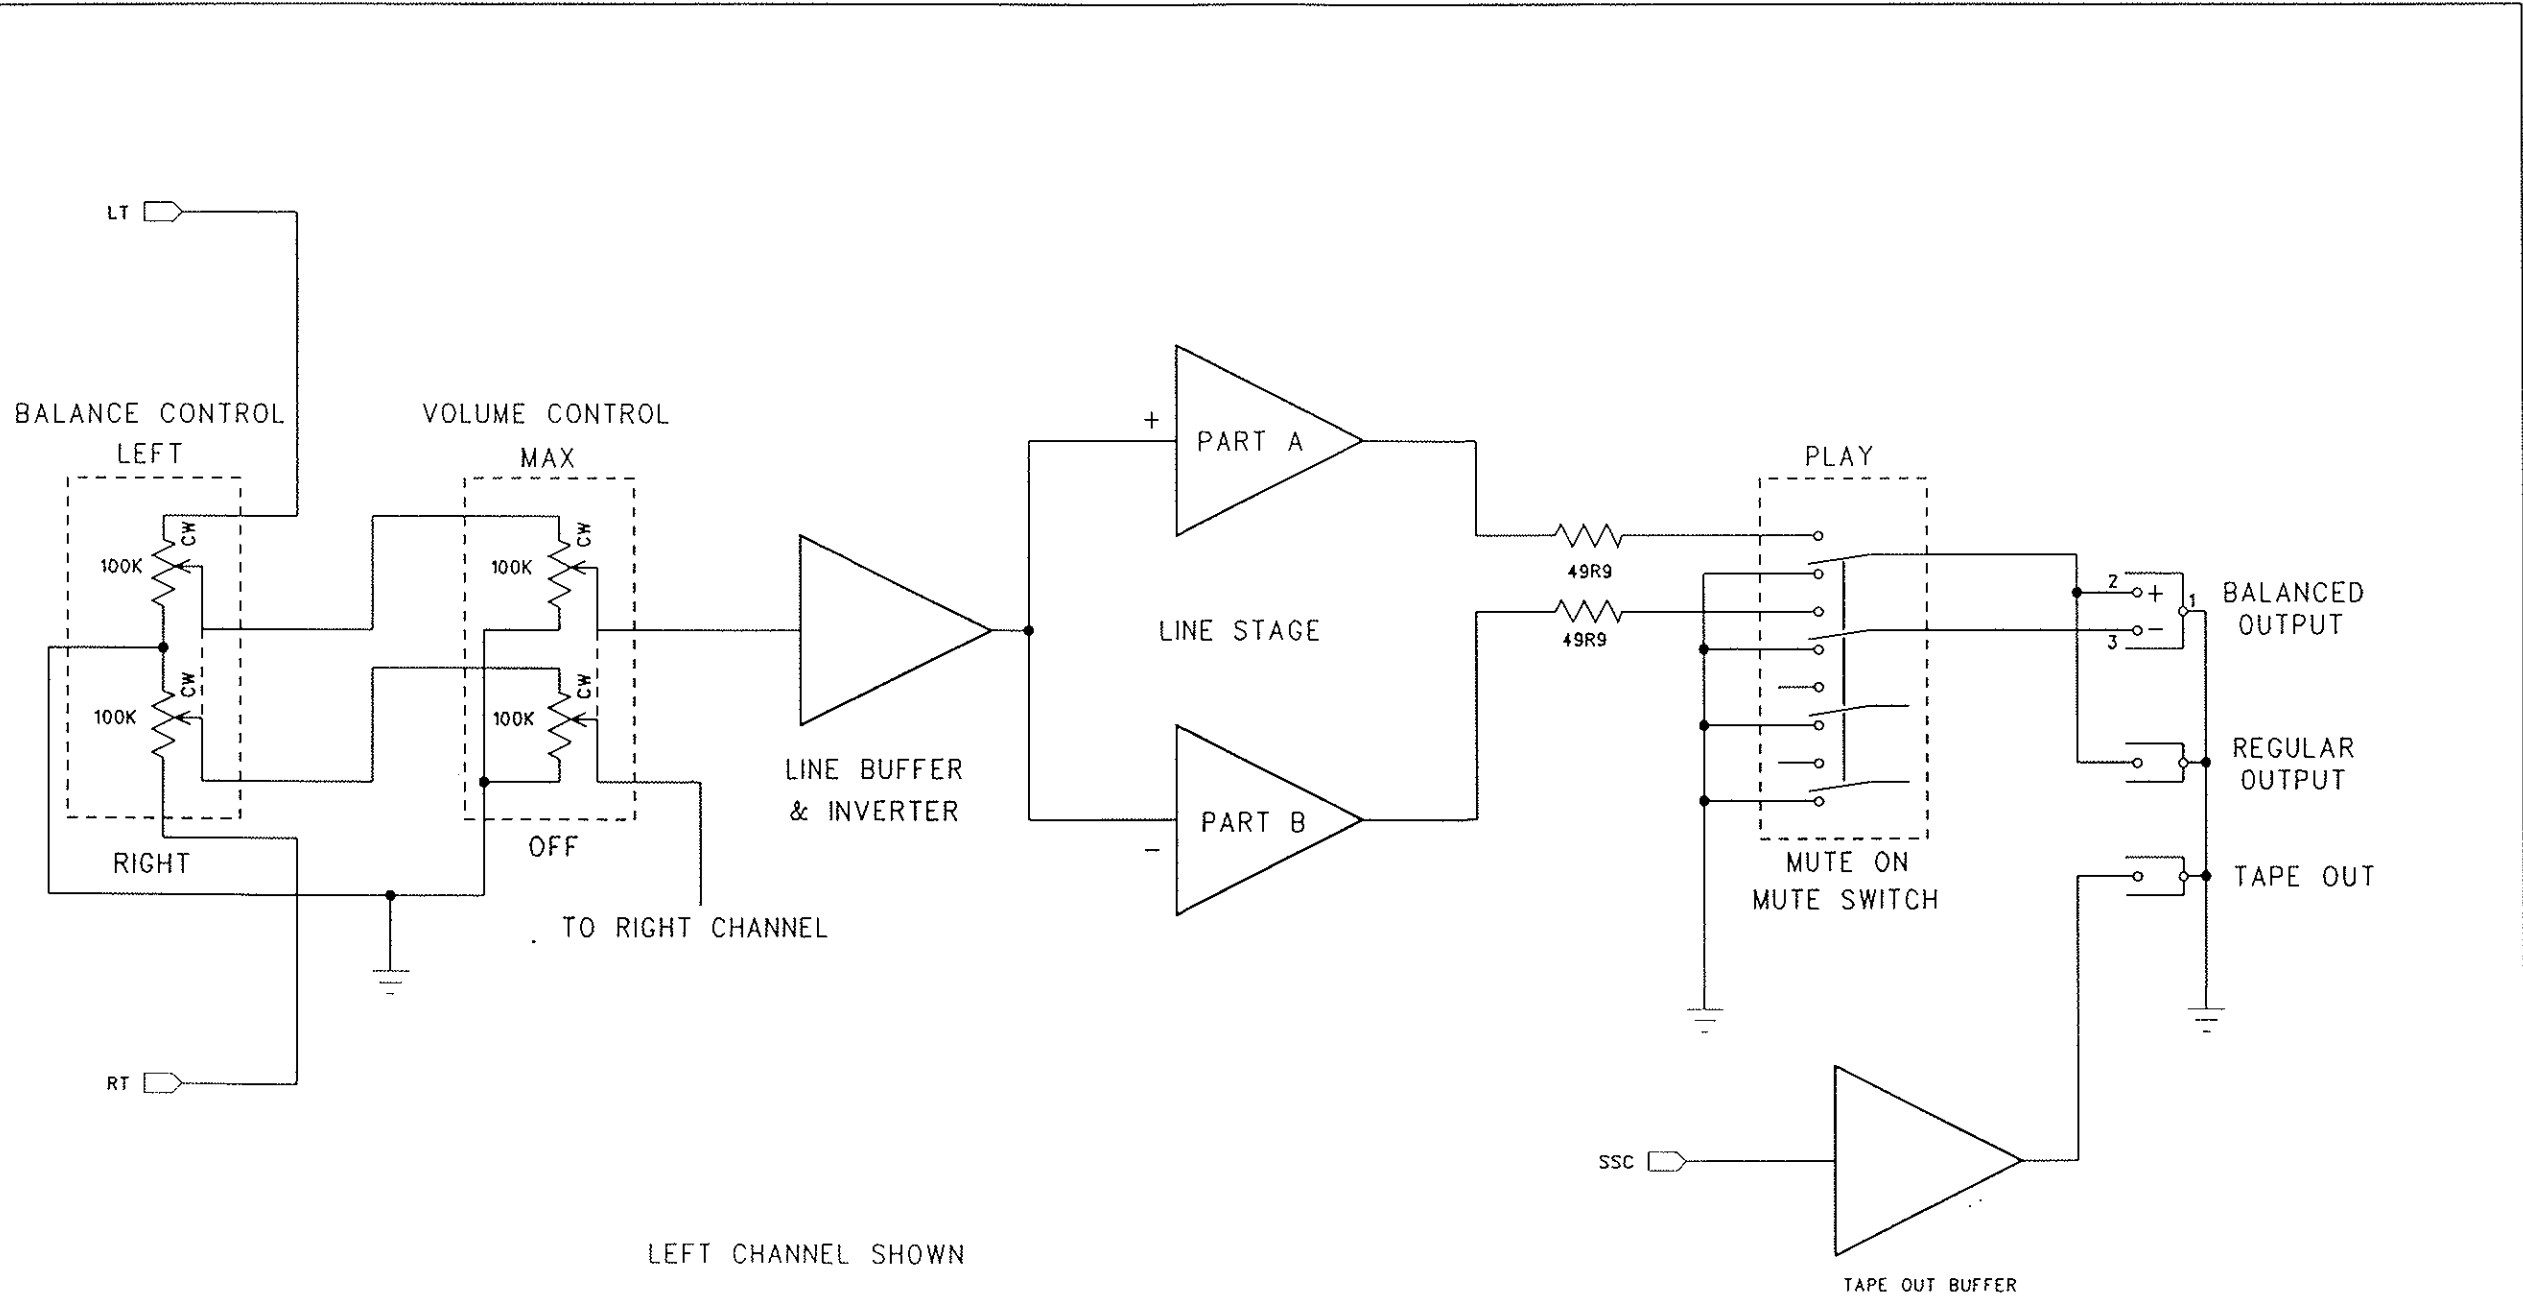 LT
BALANCE CONTROL
LEFT
CW
100K
CW
100K
RIGHT
RT
VOLUME CONTROL
MAX
CW
100K
CW
100K
OFF
TO RIGHT CHANNEL
LINE BUFFER
& INVERTER
+
PART A
LINE STAGE
PART B
−
49R9
49R9
PLAY
MUTE ON
MUTE SWITCH
2
+
1
−
3
BALANCED
OUTPUT
REGULAR
OUTPUT
TAPE OUT
SSC
TAPE OUT BUFFER
LEFT CHANNEL SHOWN